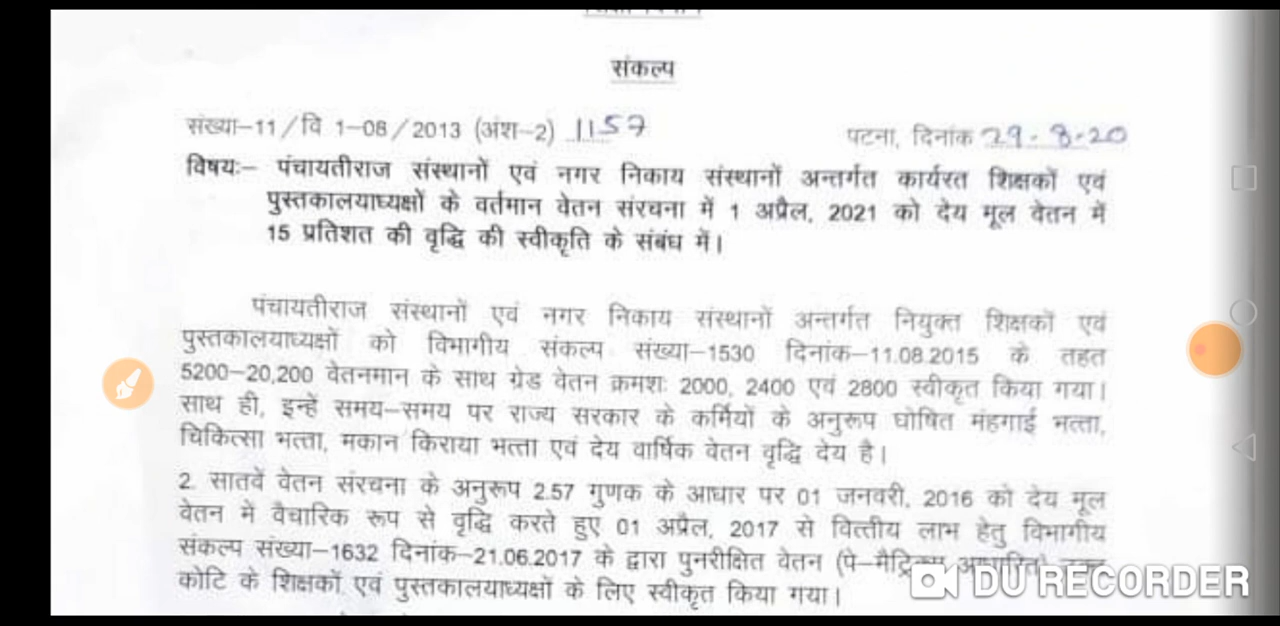 संकल्प
संख्या-11/वि 1-08/2013 (अंश-2) 1157
पटना, दिनांक 29.8.20
विषयः- पंचायतीराज संस्थानों एवं नगर निकाय संस्थानों अन्तर्गत कार्यरत शिक्षकों एवं
पुस्तकालयाध्यक्षों के वर्तमान वेतन संरचना में 1 अप्रैल, 2021 को देय मूल वेतन में
15 प्रतिशत की वृद्धि की स्वीकृति के संबंध में।
पंचायतीराज संस्थानों एवं नगर निकाय संस्थानों अन्तर्गत नियुक्त शिक्षकों एवं
पुस्तकालयाध्यक्षों को विभागीय संकल्प संख्या-1530 दिनांक-11.08.2015 के तहत
5200-20,200 वेतनमान के साथ ग्रेड वेतन क्रमशः 2000, 2400 एवं 2800 स्वीकृत किया गया।
साथ ही, इन्हें समय-समय पर राज्य सरकार के कर्मियों के अनुरूप घोषित मंहगाई भत्ता,
चिकित्सा भत्ता, मकान किराया भत्ता एवं देय वार्षिक वेतन वृद्धि देय है।
2. सातवें वेतन संरचना के अनुरूप 2.57 गुणक के आधार पर 01 जनवरी, 2016 को देय मूल
वेतन में वैचारिक रूप से वृद्धि करते हुए 01 अप्रैल, 2017 से वित्तीय लाभ हेतु विभागीय
संकल्प संख्या-1632 दिनांक-21.06.2017 के द्वारा पुनरीक्षित वेतन (पे-मैट्रिक्स आधारित)
कोटि के शिक्षकों एवं पुस्तकालयाध्यक्षों के लिए स्वीकृत किया गया।
DU RECORDER